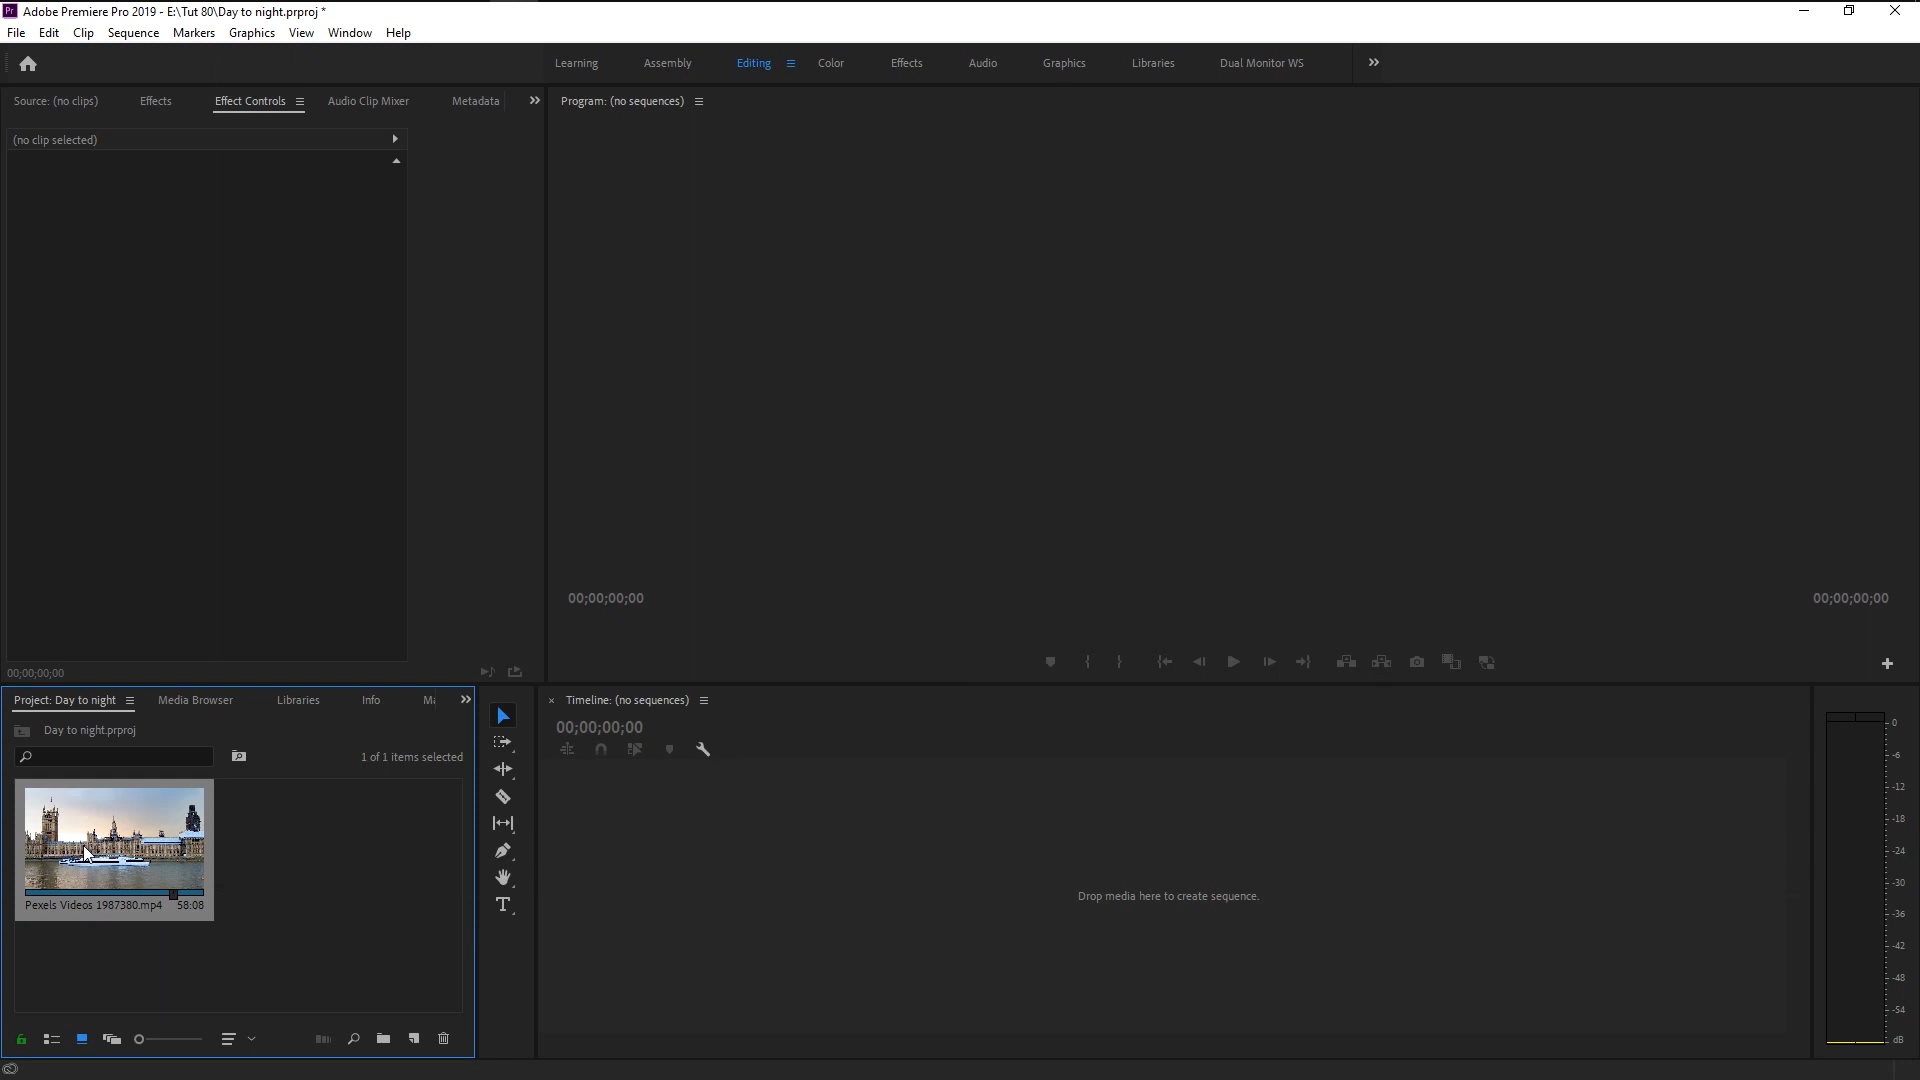 Pr Adobe Premiere Pro 2019 - E:\Tut 80\Day to night.prproj *
File Edit Clip Sequence Markers Graphics View Window Help
Learning Assembly Editing Color Effects Audio Graphics Libraries Dual Monitor WS
Source: (no clips) Effects Effect Controls Audio Clip Mixer Metadata
Program: (no sequences)
(no clip selected)
00;00;00;00 00;00;00;00
00;00;00;00
Project: Day to night Media Browser Libraries Info Ma
Timeline: (no sequences)
00;00;00;00
Day to night.prproj
1 of 1 items selected
Pexels Videos 1987380.mp4 58:08
Drop media here to create sequence.
T
0
-6
-12
-18
-24
-30
-36
-42
-48
-54
dB